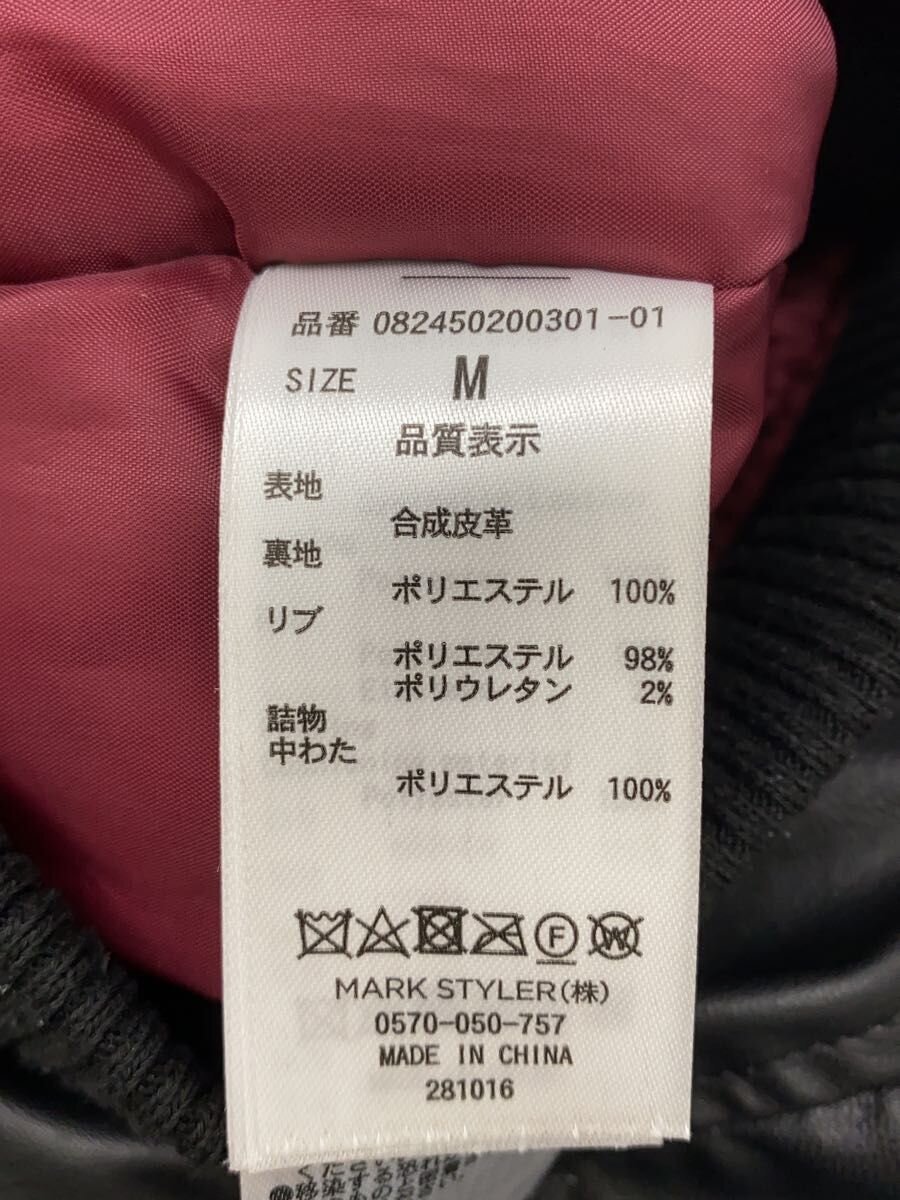 品番 082450200301-01
SIZE M
品質表示
表地
合成皮革
裏地
ポリエステル 100%
リブ
ポリエステル 98%
ポリウレタン 2%
詰物
中わた
ポリエステル 100%
F W
MARK STYLER(株)
0570-050-757
MADE IN CHINA
281016